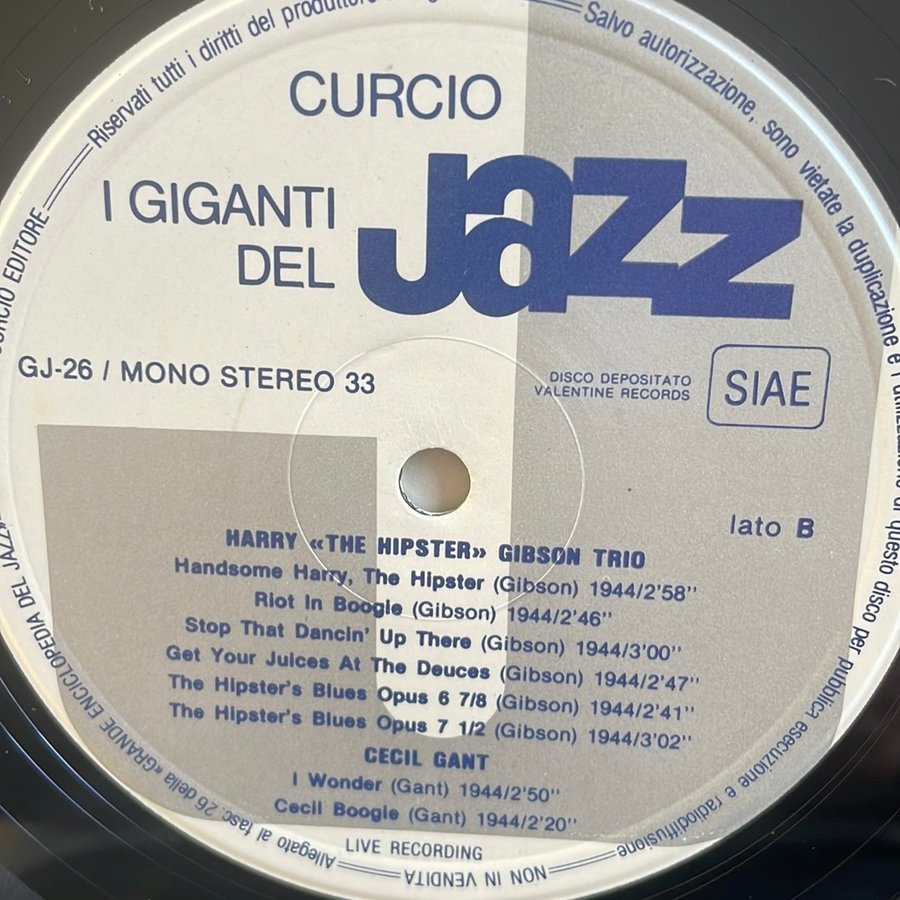 CURCIO
I GIGANTI
DEL
jazz
GJ-26 / MONO STEREO 33
DISCO DEPOSITATO
VALENTINE RECORDS
SIAE
lato B
HARRY «THE HIPSTER» GIBSON TRIO
Handsome Harry, The Hipster (Gibson) 1944/2'58''
Riot In Boogie (Gibson) 1944/2'46''
Stop That Dancin' Up There (Gibson) 1944/3'00''
Get Your Juices At The Deuces (Gibson) 1944/2'47''
The Hipster's Blues Opus 6 7/8 (Gibson) 1944/2'41''
The Hipster's Blues Opus 7 1/2 (Gibson) 1944/3'02''
CECIL GANT
I Wonder (Gant) 1944/2'50''
Cecil Boogie (Gant) 1944/2'20''
LIVE RECORDING
Riservati tutti i diritti del
Salvo autorizzazione, sono vietate la duplicazione e
di questo disco per pubblica esecuzione e radiodiffusione
NON IN VENDITA
Allegato al fasc. 26 della «GRANDE ENCICLOPEDIA DEL JAZZ»
CURCIO EDITORE